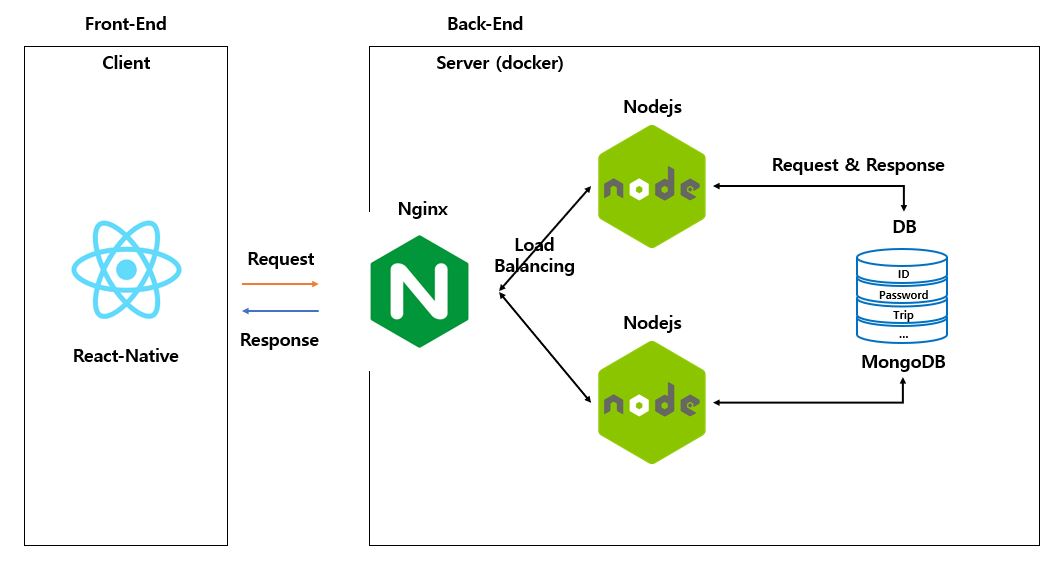 Front-End
Back-End
Client
Server (docker)
Nodejs
node
Request & Response
Nginx
N
Load
Balancing
DB
ID
Password
Trip
...
MongoDB
Request
Response
React-Native
Nodejs
node